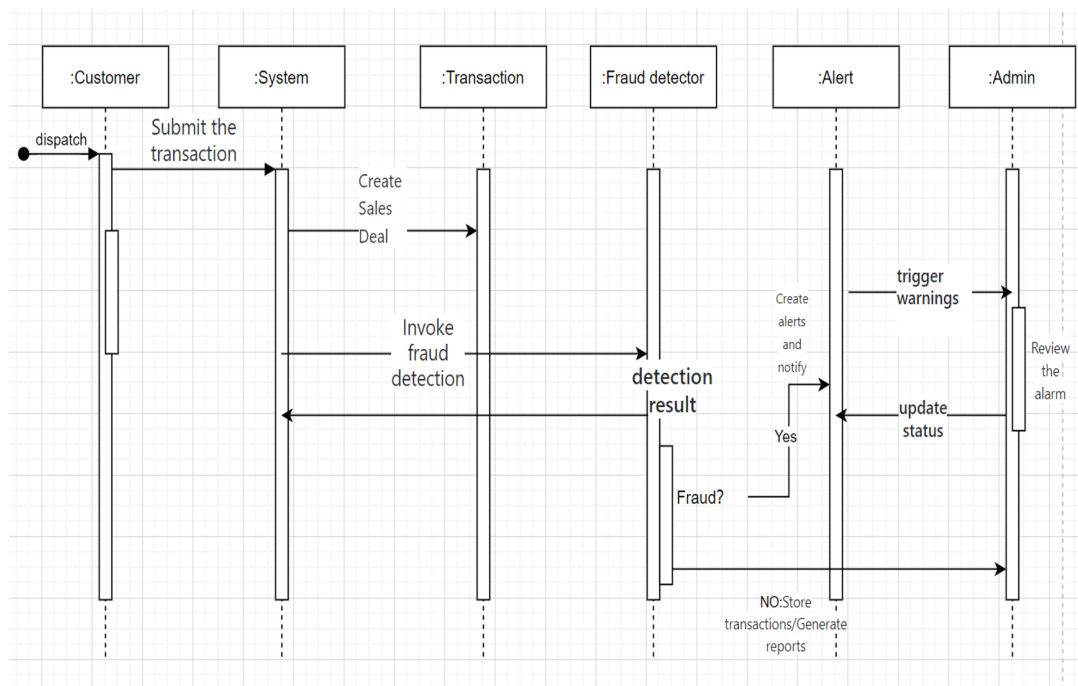 :Customer
:System
:Transaction
:Fraud detector
:Alert
:Admin
dispatch
Submit the
transaction
Create
Sales
Deal
trigger
warnings
Create
alerts
and
notify
Invoke
fraud
detection
detection
result
Review
the
alarm
update
status
Yes
Fraud?
NO:Store
transactions/Generate
reports